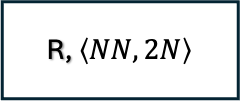 R, ⟨NN, 2N⟩